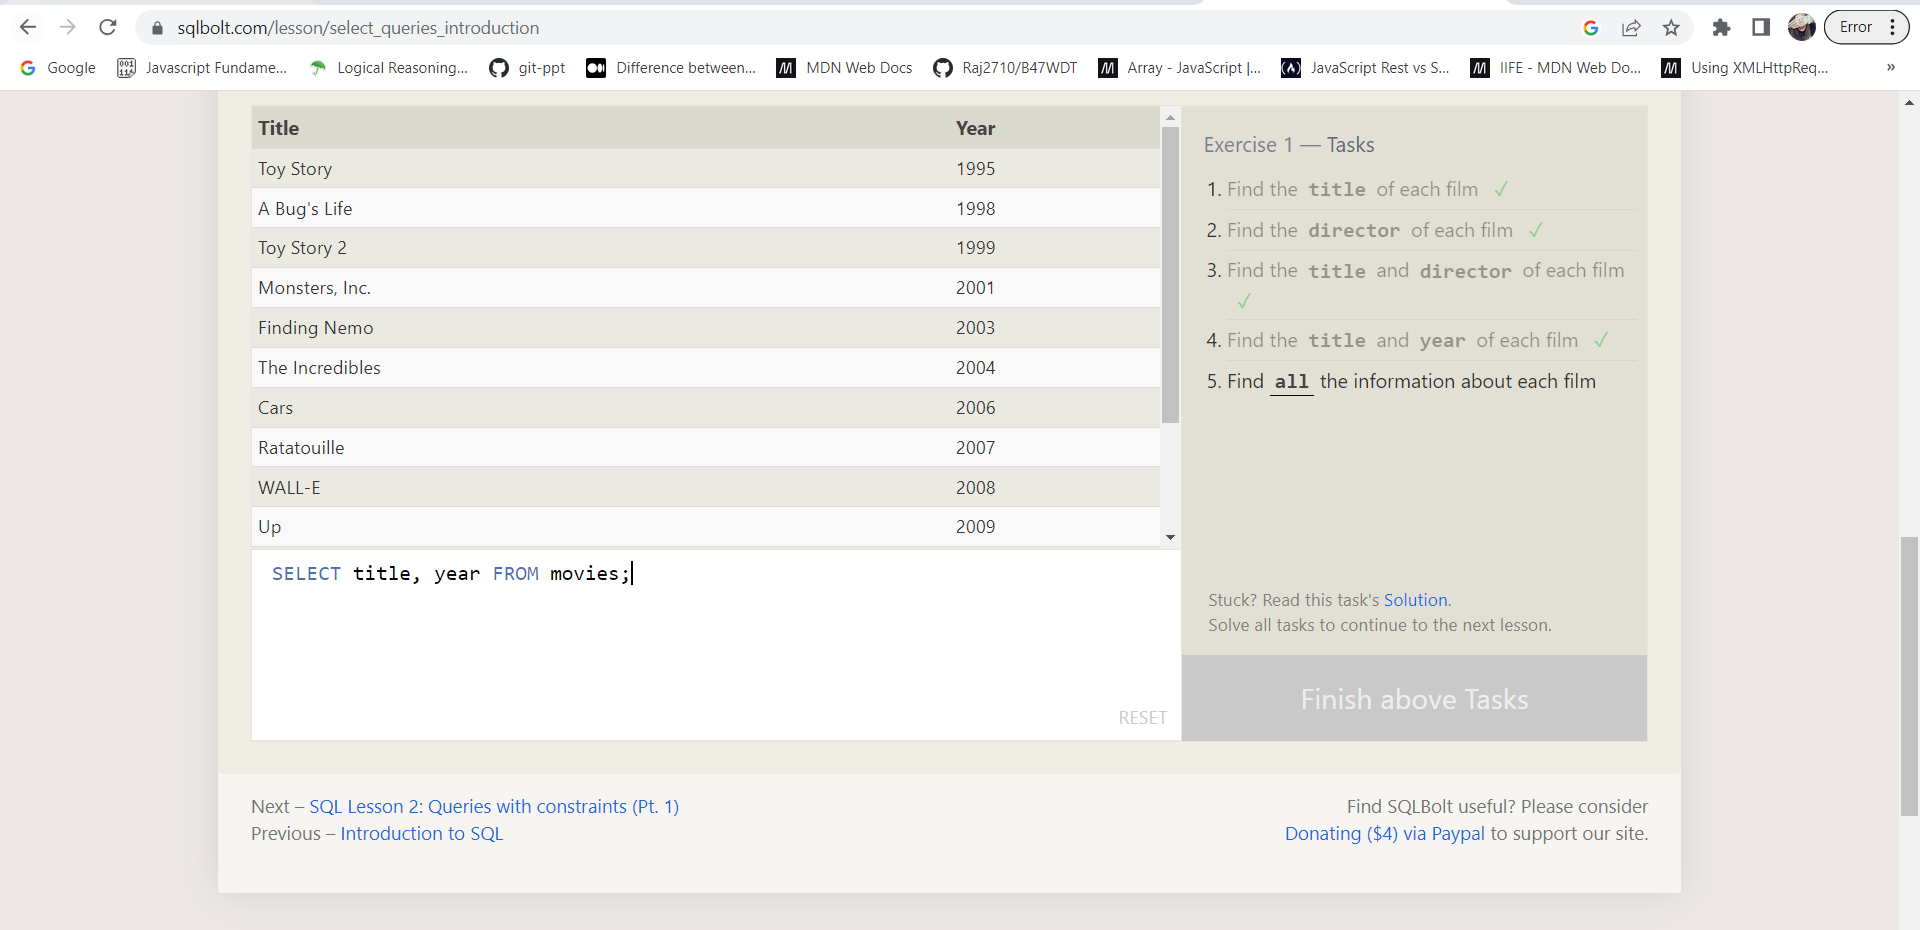 sqlbolt.com/lesson/select_queries_introduction
Error
Google
Javascript Fundame...
Logical Reasoning...
git-ppt
Difference between...
MDN Web Docs
Raj2710/B47WDT
Array - JavaScript |...
JavaScript Rest vs S...
IIFE - MDN Web Do...
Using XMLHttpReq...
»
Title Year
Toy Story 1995
A Bug's Life 1998
Toy Story 2 1999
Monsters, Inc. 2001
Finding Nemo 2003
The Incredibles 2004
Cars 2006
Ratatouille 2007
WALL-E 2008
Up 2009
SELECT title, year FROM movies;
RESET
Exercise 1 — Tasks
1. Find the title of each film ✓
2. Find the director of each film ✓
3. Find the title and director of each film
✓
4. Find the title and year of each film ✓
5. Find all the information about each film
Stuck? Read this task's Solution.
Solve all tasks to continue to the next lesson.
Finish above Tasks
Next – SQL Lesson 2: Queries with constraints (Pt. 1)
Previous – Introduction to SQL
Find SQLBolt useful? Please consider
Donating ($4) via Paypal to support our site.